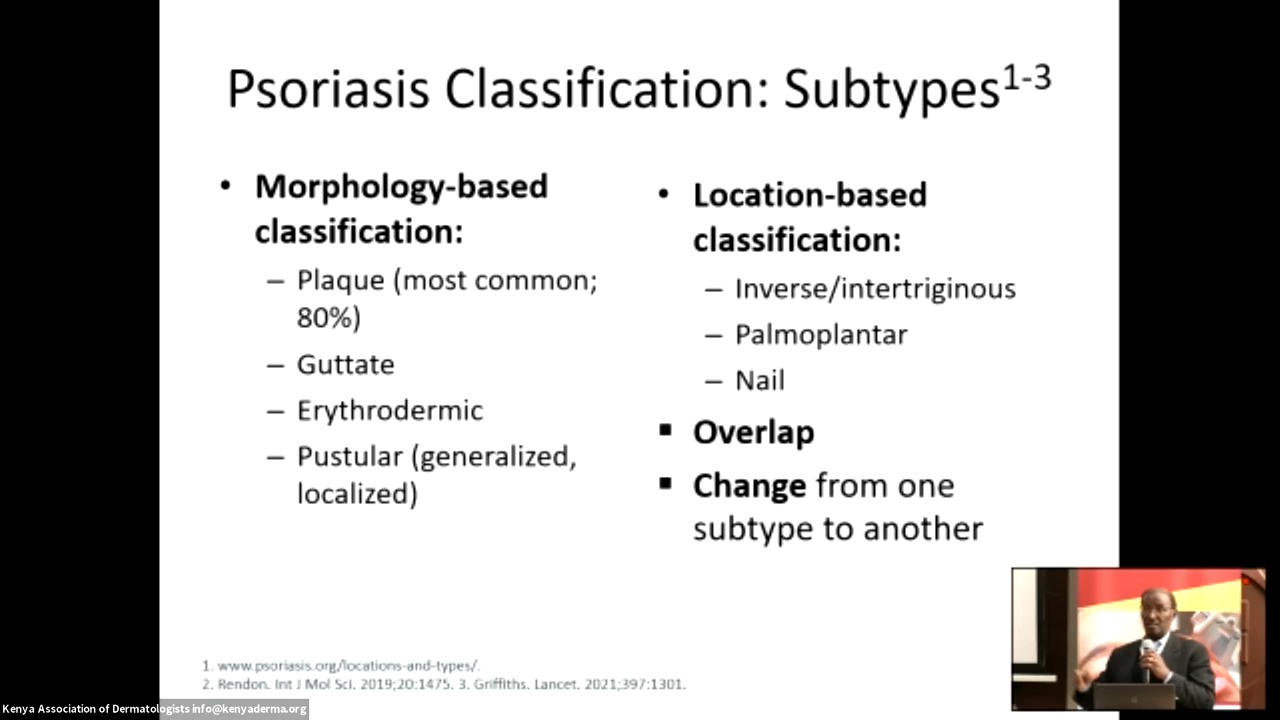 Psoriasis Classification: Subtypes1-3
• Morphology-based
classification:
– Plaque (most common;
80%)
– Guttate
– Erythrodermic
– Pustular (generalized,
localized)
• Location-based
classification:
– Inverse/intertriginous
– Palmoplantar
– Nail
▪ Overlap
▪ Change from one
subtype to another
1. www.psoriasis.org/locations-and-types/.
2. Rendon. Int J Mol Sci. 2019;20:1475. 3. Griffiths. Lancet. 2021;397:1301.
Kenya Association of Dermatologists info@kenyaderma.org